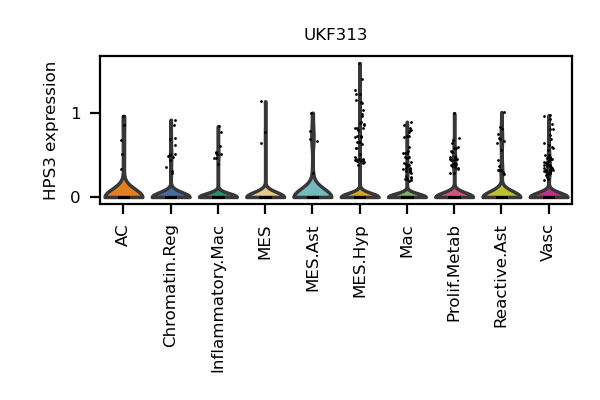 UKF313
HPS3 expression
1
0
AC
Chromatin.Reg
Inflammatory.Mac
MES
MES.Ast
MES.Hyp
Mac
Prolif.Metab
Reactive.Ast
Vasc